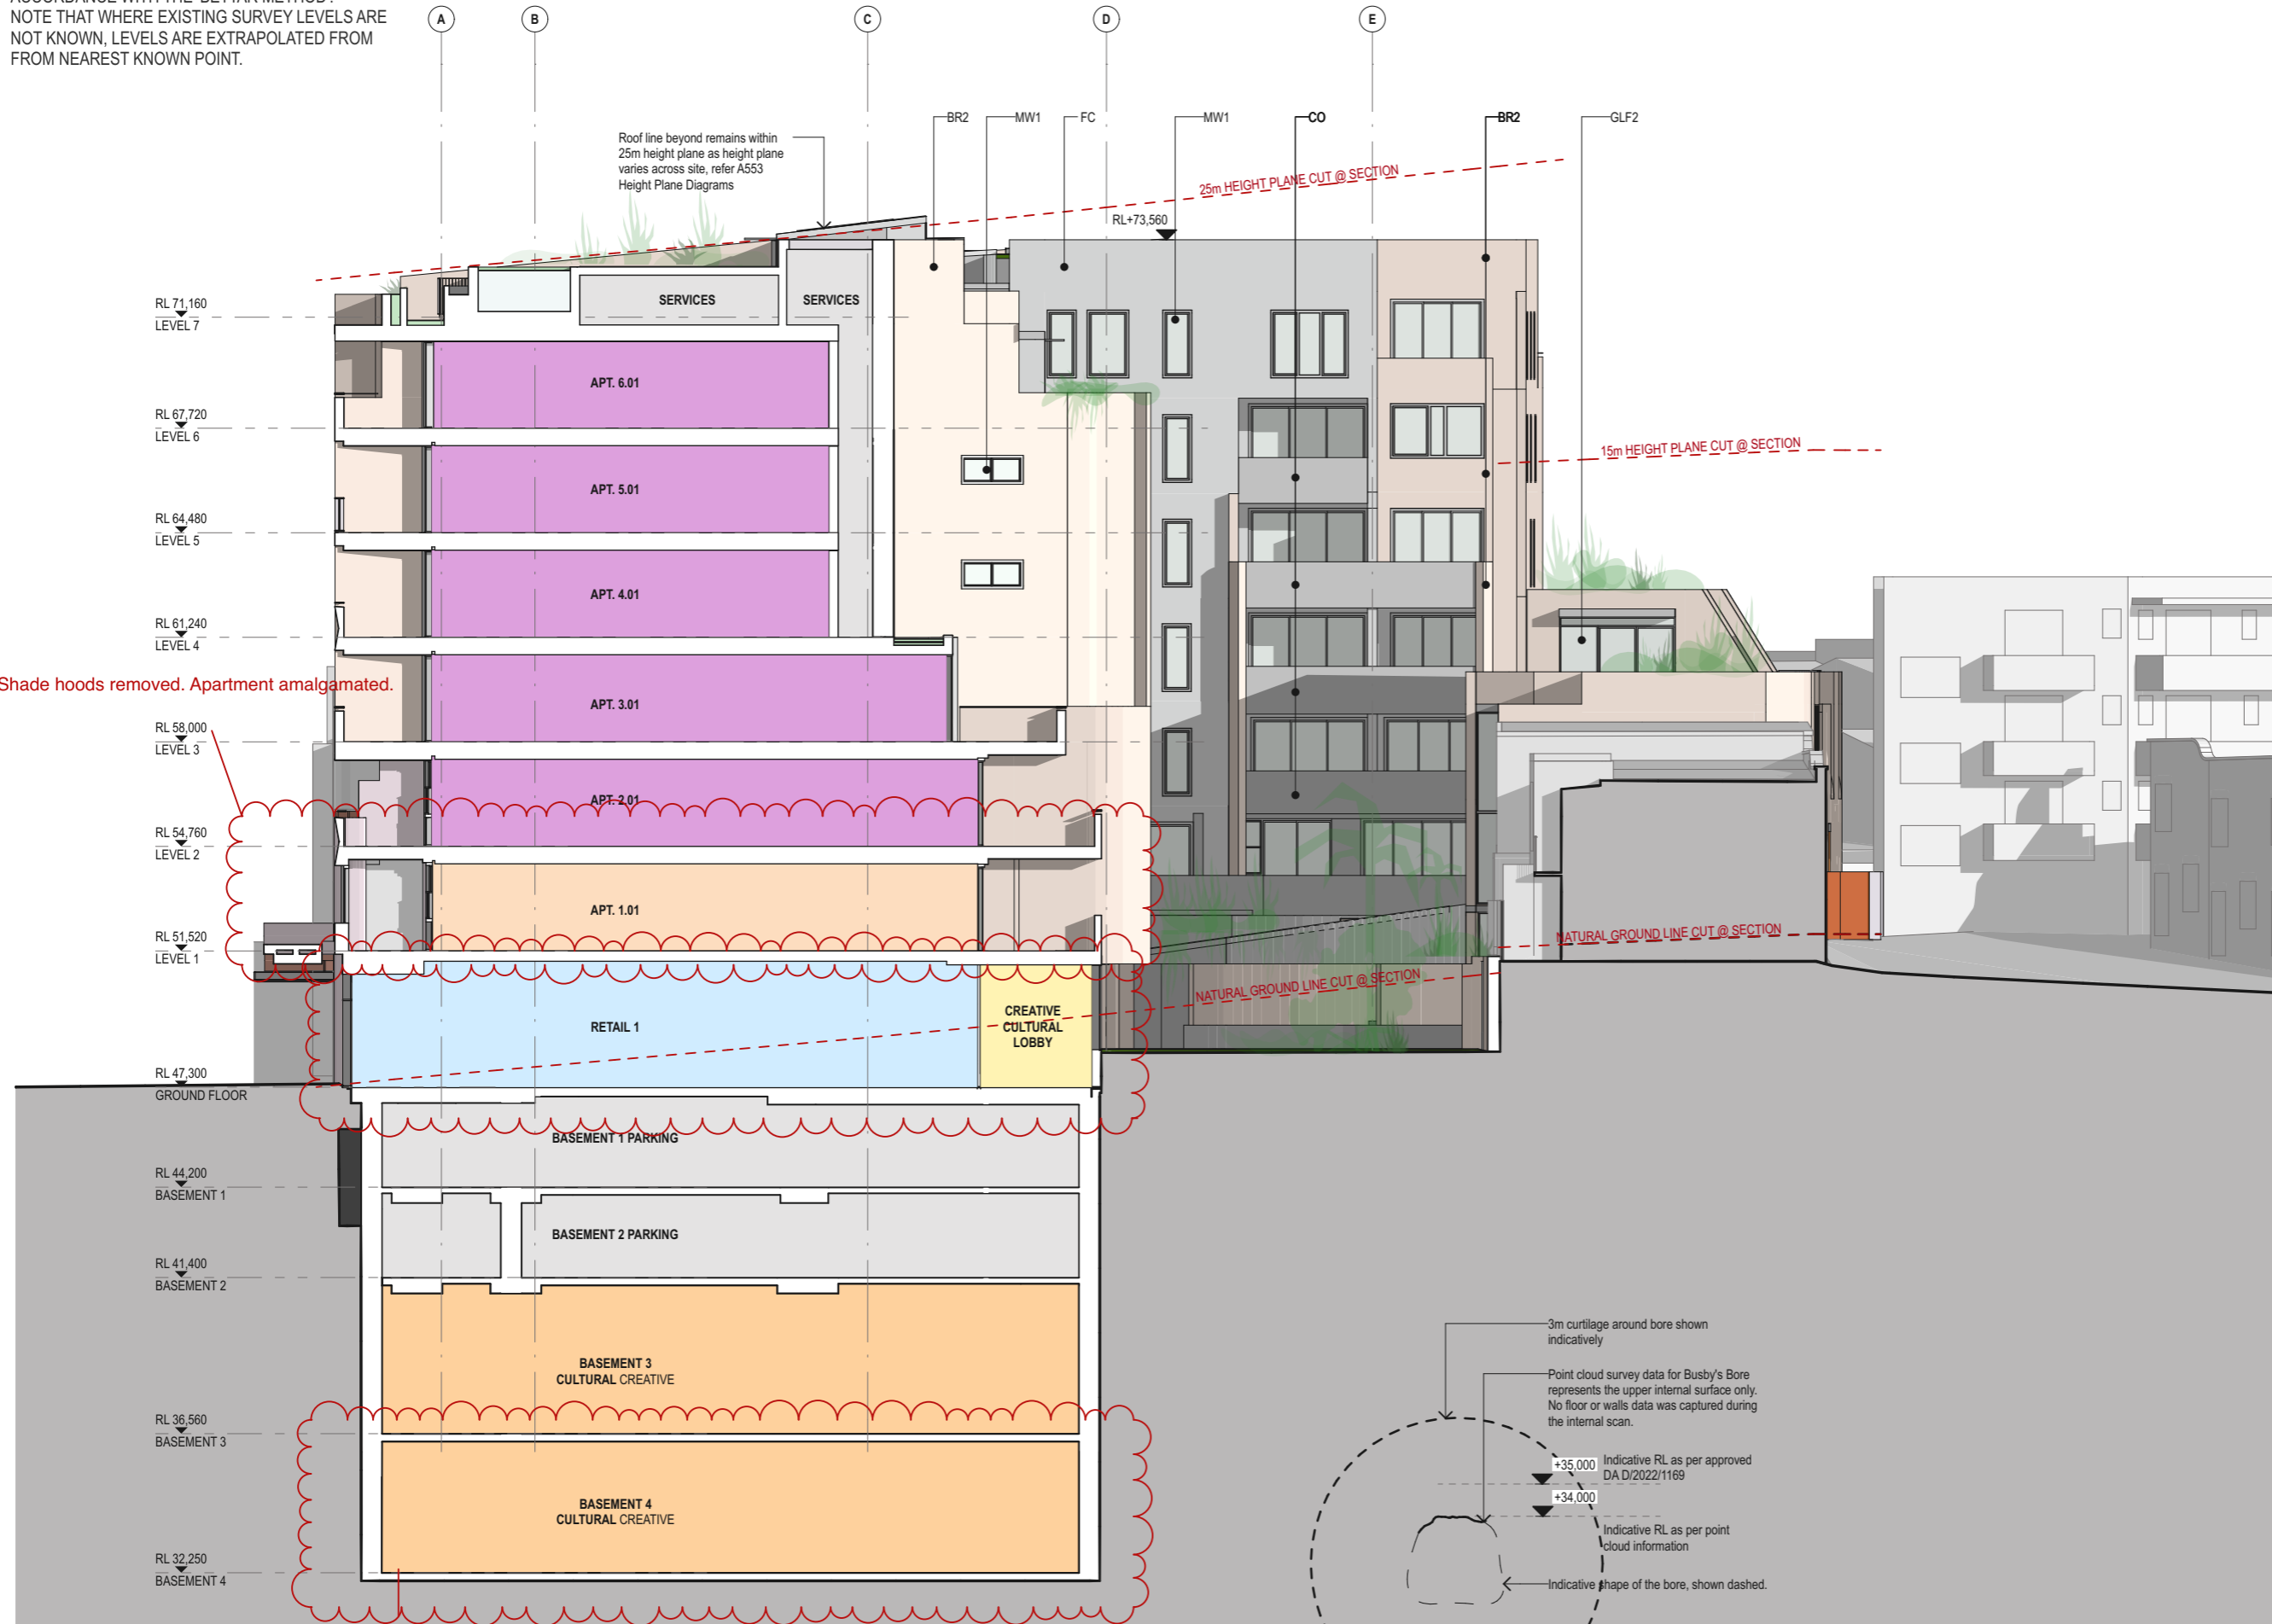 NOTE THAT WHERE EXISTING SURVEY LEVELS ARE
NOT KNOWN, LEVELS ARE EXTRAPOLATED FROM
FROM NEAREST KNOWN POINT.
A
B
C
D
E
Roof line beyond remains within
25m height plane as height plane
varies across site, refer A553
Height Plane Diagrams
BR2
MW1
FC
MW1
CO
BR2
GLF2
25m HEIGHT PLANE CUT @ SECTION
RL+73,560
SERVICES
SERVICES
RL 71,160
LEVEL 7
APT. 6.01
RL 67,720
LEVEL 6
15m HEIGHT PLANE CUT @ SECTION
APT. 5.01
RL 64,480
LEVEL 5
APT. 4.01
RL 61,240
LEVEL 4
Shade hoods removed. Apartment amalgamated.
APT. 3.01
RL 58,000
LEVEL 3
APT. 2.01
RL 54,760
LEVEL 2
APT. 1.01
RL 51,520
LEVEL 1
NATURAL GROUND LINE CUT @ SECTION
NATURAL GROUND LINE CUT @ SECTION
RETAIL 1
CREATIVE
CULTURAL
LOBBY
RL 47,300
GROUND FLOOR
BASEMENT 1 PARKING
RL 44,200
BASEMENT 1
BASEMENT 2 PARKING
RL 41,400
BASEMENT 2
BASEMENT 3
CULTURAL CREATIVE
RL 36,560
BASEMENT 3
BASEMENT 4
CULTURAL CREATIVE
RL 32,250
BASEMENT 4
3m curtilage around bore shown
indicatively
Point cloud survey data for Busby's Bore
represents the upper internal surface only.
No floor or walls data was captured during
the internal scan.
+35,000
Indicative RL as per approved
DA D/2022/1169
+34,000
Indicative RL as per point
cloud information
Indicative shape of the bore, shown dashed.